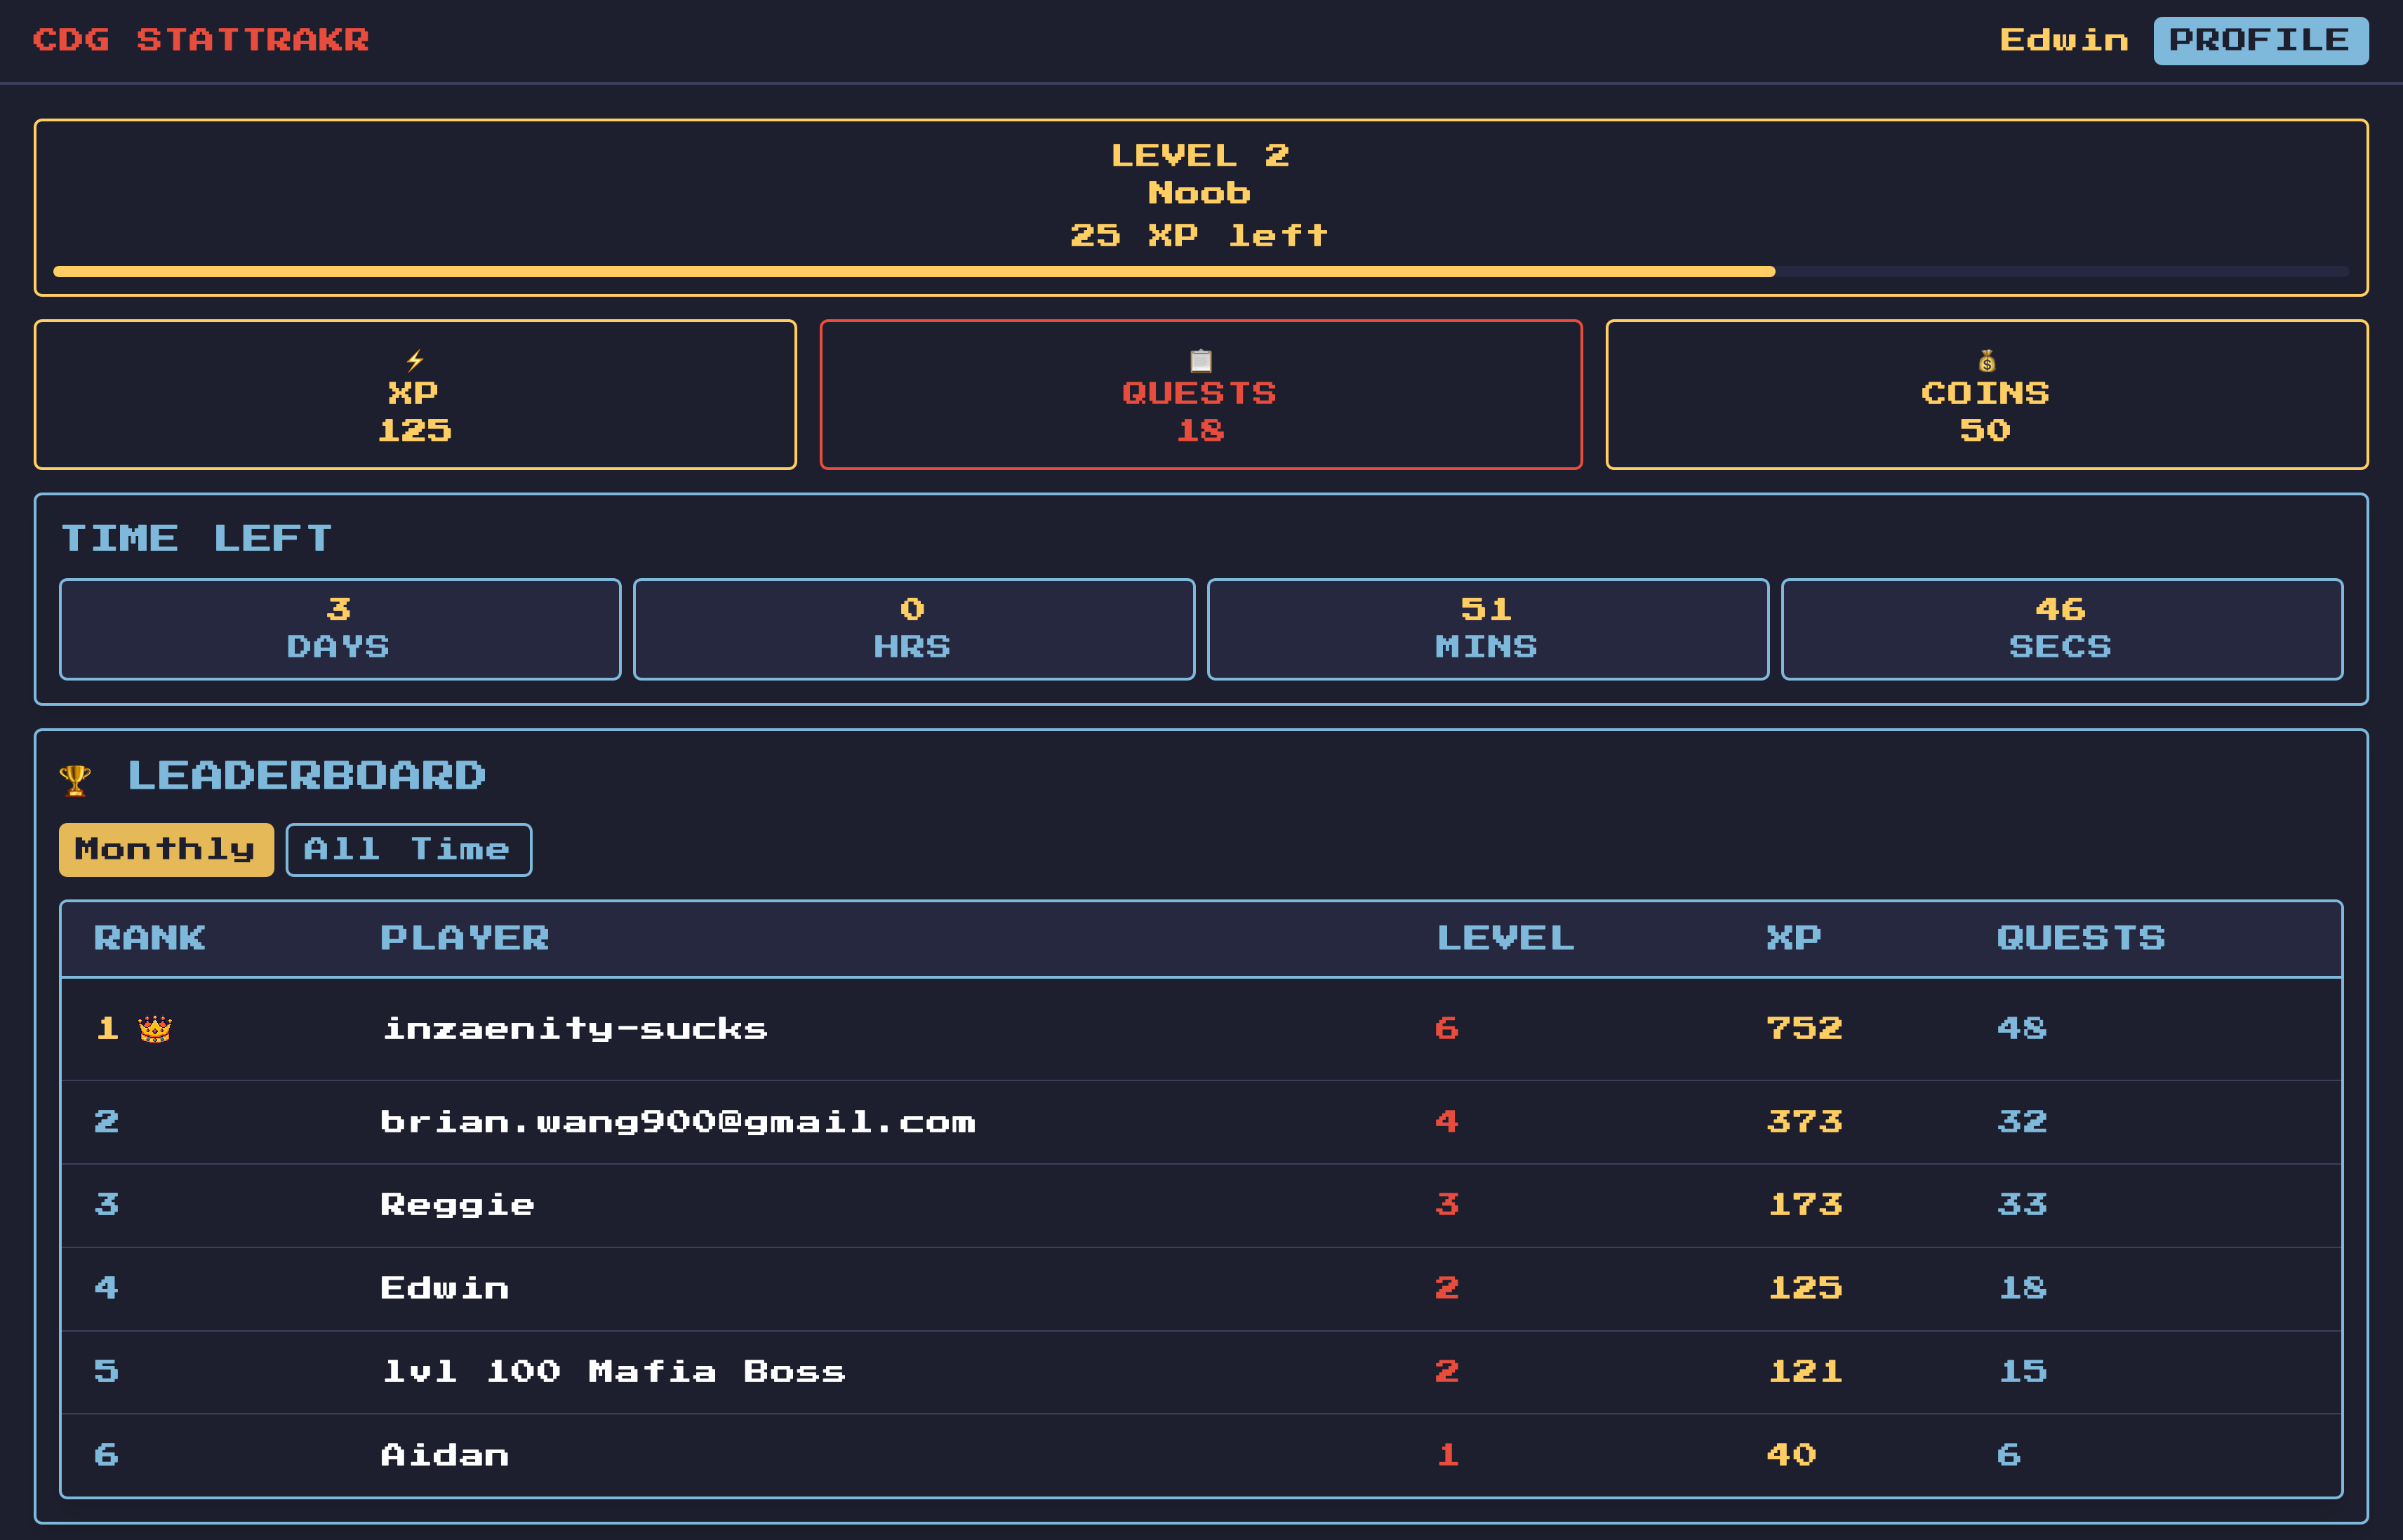 CDG STATTRAKR
Edwin PROFILE
LEVEL 2
Noob
25 XP left
XP
125
QUESTS
18
COINS
50
TIME LEFT
3
DAYS
0
HRS
51
MINS
46
SECS
LEADERBOARD
Monthly All Time
RANK PLAYER LEVEL XP QUESTS
1 inzaenity-sucks 6 752 48
2 brian.wang900@gmail.com 4 373 32
3 Reggie 3 173 33
4 Edwin 2 125 18
5 lvl 100 Mafia Boss 2 121 15
6 Aidan 1 40 6